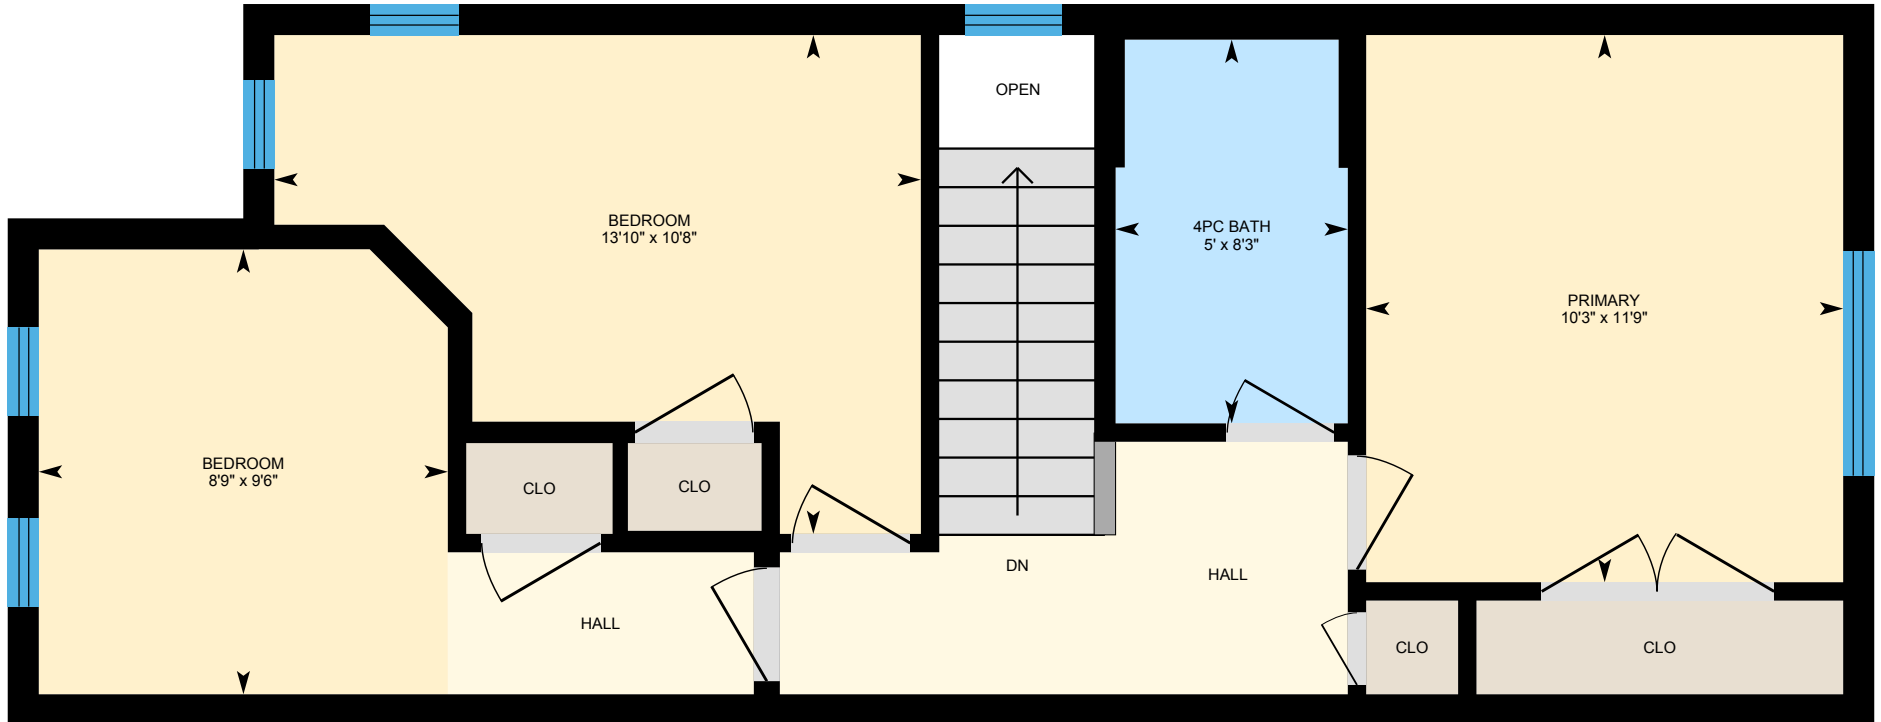 OPEN
BEDROOM
13'10" x 10'8"
4PC BATH
5' x 8'3"
PRIMARY
10'3" x 11'9"
BEDROOM
8'9" x 9'6"
CLO
CLO
DN
HALL
HALL
CLO
CLO